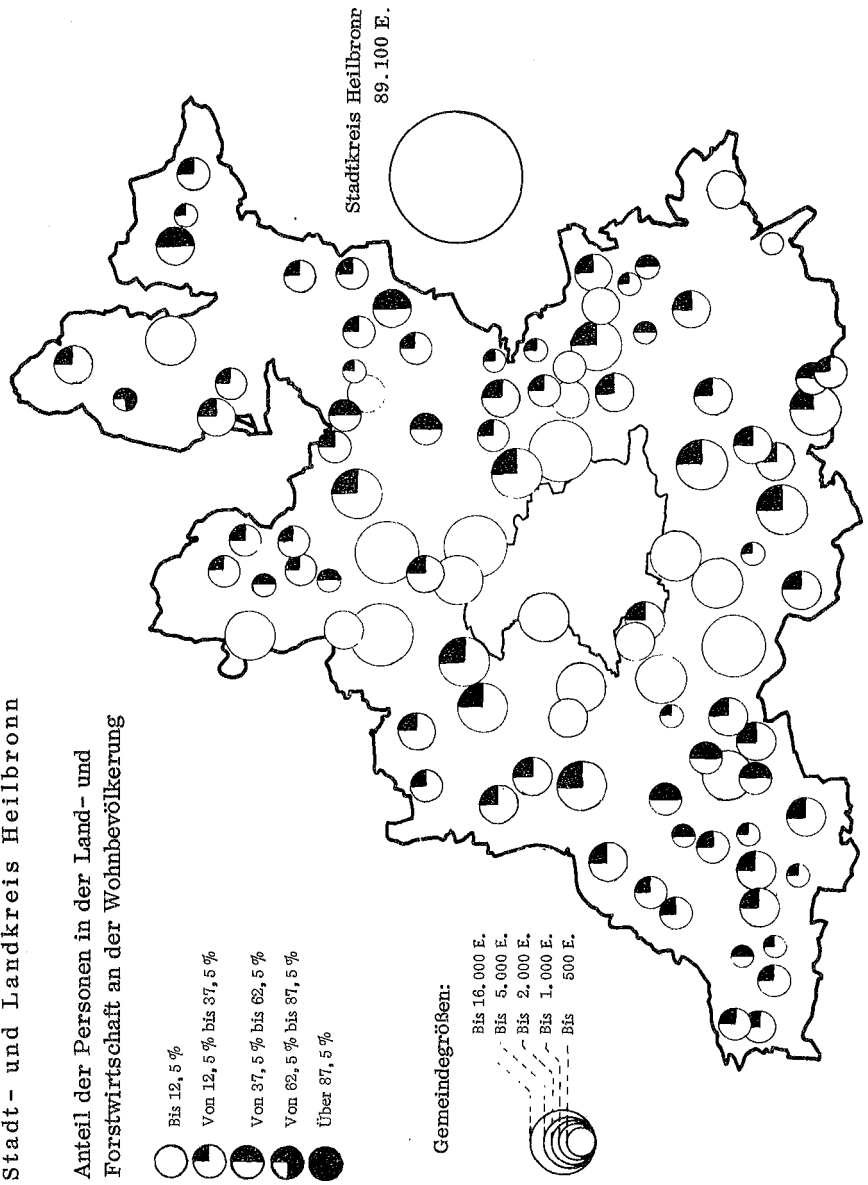 Stadt- und Landkreis Heilbronn
Anteil der Personen in der Land- und
Forstwirtschaft an der Wohnbevölkerung
Bis 12,5 %
Von 12,5 % bis 37,5 %
Von 37,5 % bis 62,5 %
Von 62,5 % bis 87,5 %
Über 87,5 %
Gemeindegrößen:
Bis 16.000 E.
Bis 5.000 E.
Bis 2.000 E.
Bis 1.000 E.
Bis 500 E.
Stadtkreis Heilbronn
89.100 E.